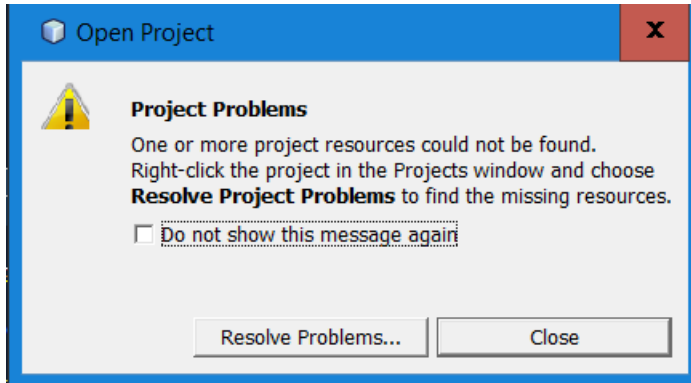 Open Project
x
Project Problems
One or more project resources could not be found.
Right-click the project in the Projects window and choose
Resolve Project Problems to find the missing resources.
Do not show this message again
Resolve Problems... Close